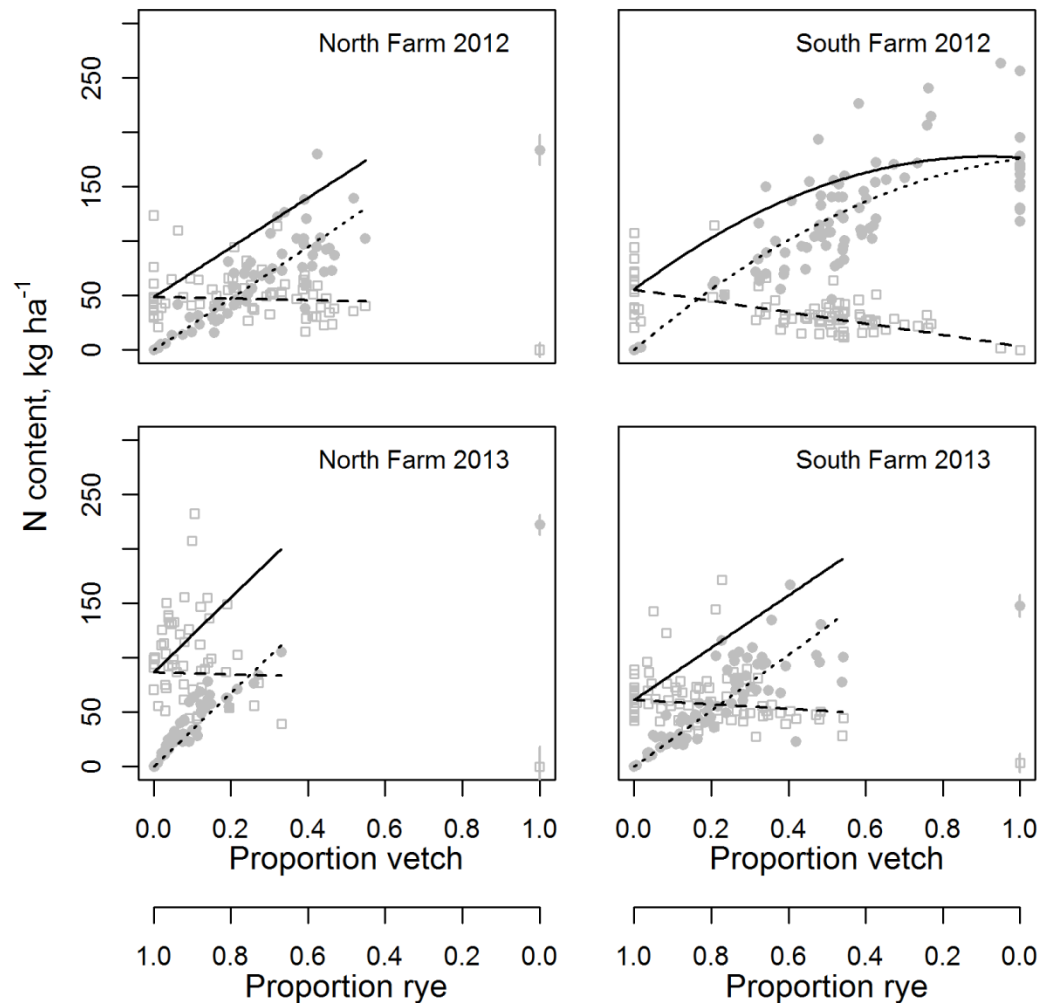 North Farm 2012
South Farm 2012
250
150
50
0
N content, kg ha⁻¹
North Farm 2013
South Farm 2013
250
150
50
0
0.0 0.2 0.4 0.6 0.8 1.0
Proportion vetch
0.0 0.2 0.4 0.6 0.8 1.0
Proportion vetch
1.0 0.8 0.6 0.4 0.2 0.0
Proportion rye
1.0 0.8 0.6 0.4 0.2 0.0
Proportion rye